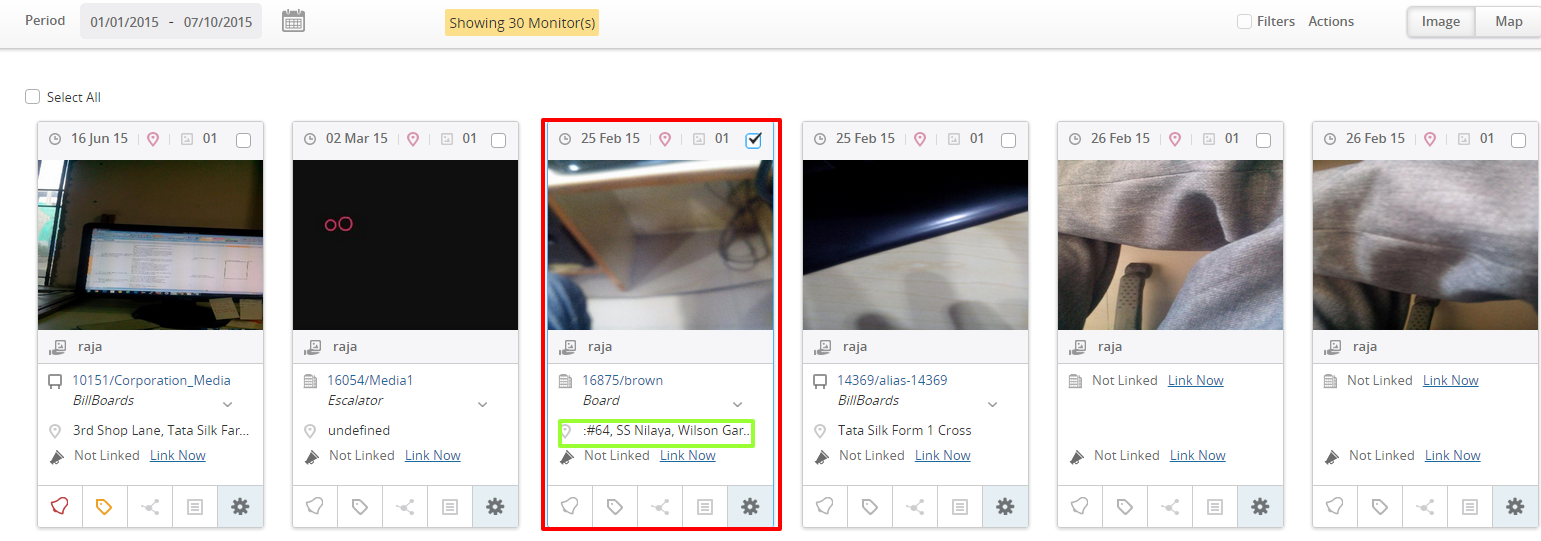 Period 01/01/2015 - 07/10/2015 Showing 30 Monitor(s) Filters Actions Image Map
Select All
16 Jun 15 01
raja
10151/Corporation_Media
BillBoards
3rd Shop Lane, Tata Silk Far...
Not Linked Link Now
02 Mar 15 01
oO
raja
16054/Media1
Escalator
undefined
Not Linked Link Now
25 Feb 15 01
raja
16875/brown
Board
:#64, SS Nilaya, Wilson Gar...
Not Linked Link Now
25 Feb 15 01
raja
14369/alias-14369
BillBoards
Tata Silk Form 1 Cross
Not Linked Link Now
26 Feb 15 01
raja
Not Linked Link Now
Not Linked Link Now
26 Feb 15 01
raja
Not Linked Link Now
Not Linked Link Now